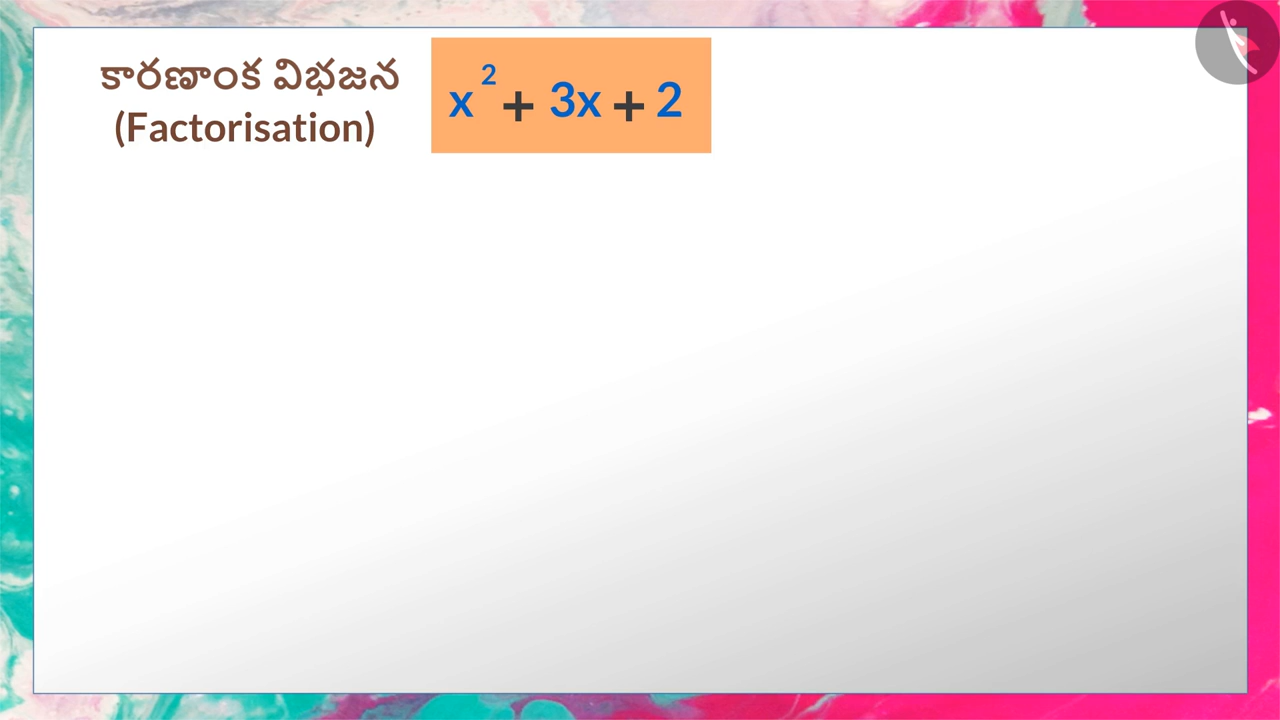 కారణాంక విభజన
(Factorisation)
x² + 3x + 2